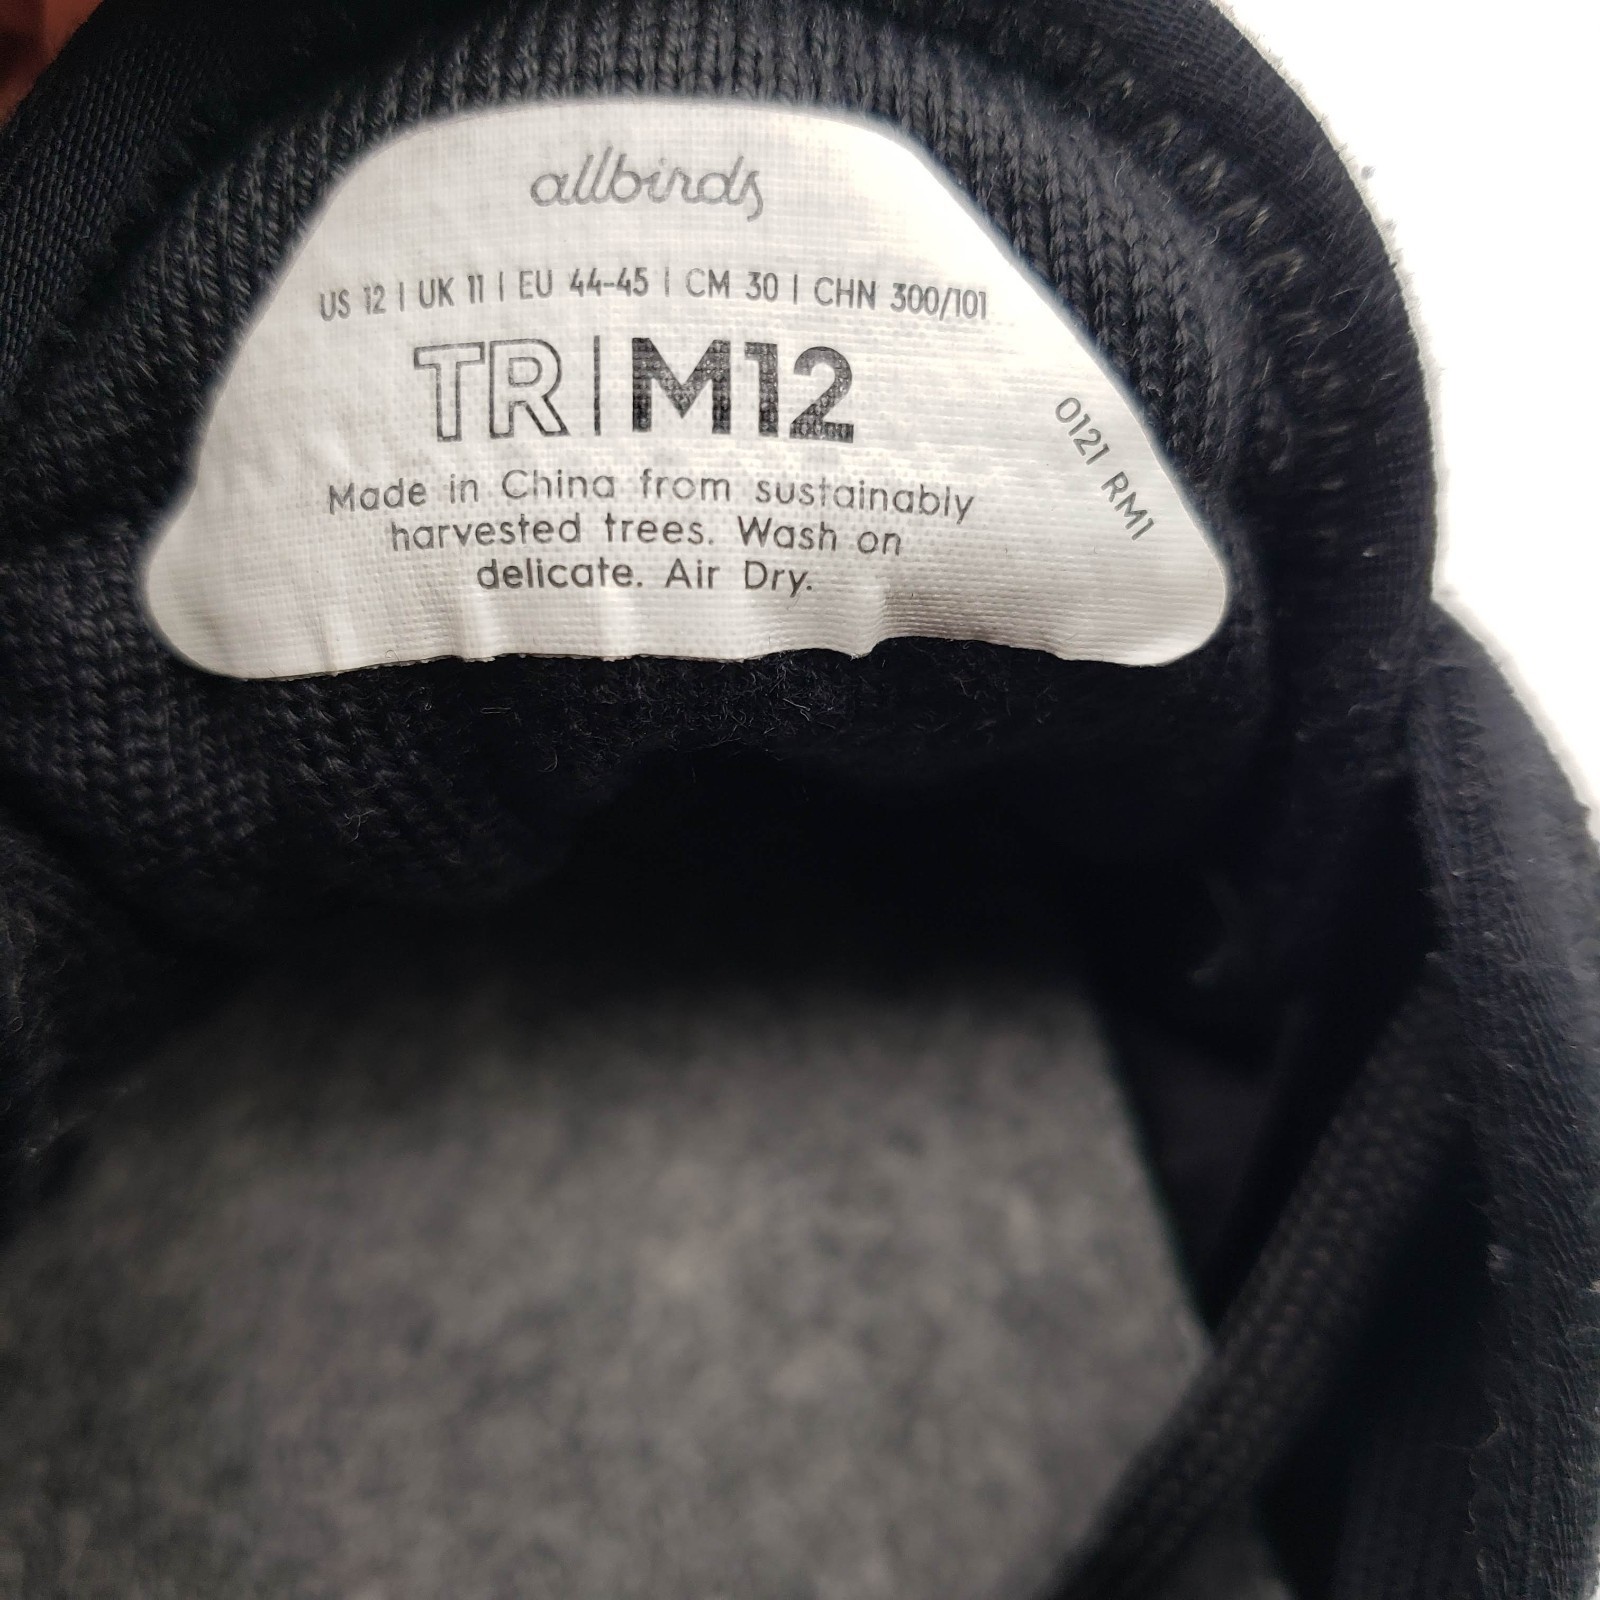 allbirds
US 12 | UK 11 | EU 44-45 | CM 30 | CHN 300/101
TR | M12
Made in China from sustainably
harvested trees. Wash on
delicate. Air Dry.
0121 RM1